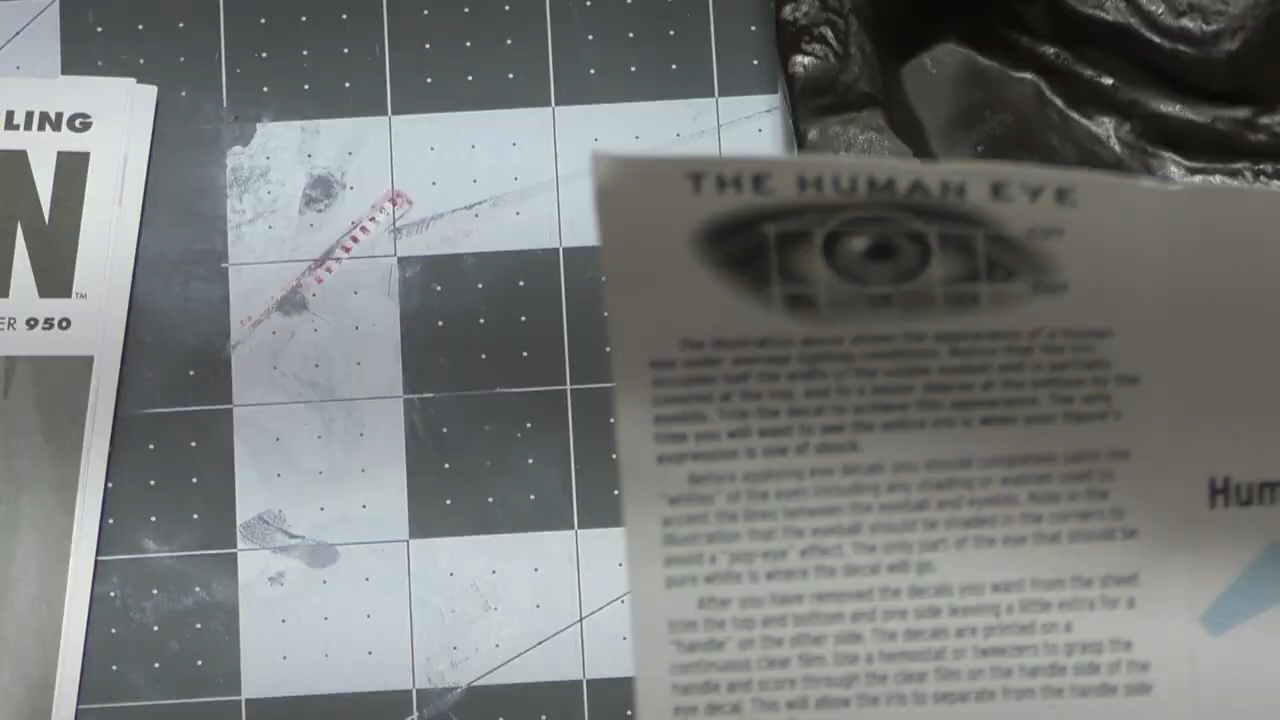 LING
N
TM
ER 950
THE HUMAN EYE
The illustration above shows the appearance of a human
eye under average lighting conditions. Notice that the iris
occupies half the width of the visible eyeball and is partially
covered at the top, and to a lesser degree at the bottom by the
eyelids. Trim the decal to achieve this appearance. The only
time you will want to see the entire iris is when your figure's
expression is one of shock.
Before applying eye decals you should completely paint the
"whites" of the eyes including any shading or washes used to
accent the lines between the eyeball and eyelids. Note in the
illustration that the eyeball should be shaded in the corners to
avoid a "pop-eye" effect. The only part of the eye that should be
pure white is where the decal will go.
After you have removed the decals you want from the sheet
trim the top and bottom and one side leaving a little extra for a
"handle" on the other side. The decals are printed on a
continuous clear film. Use a hemostat or tweezers to grasp the
handle and score through the clear film on the handle side of the
eye decal. This will allow the iris to separate from the handle side
Hum